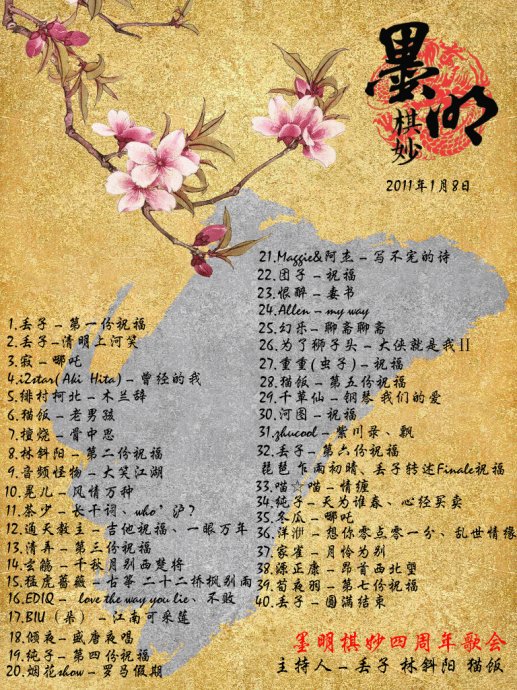 墨明
棋妙
2011年1月8日
1.丢子 – 第一份祝福
2.丢子–清明上河笑
3.寂 – 哪吒
4.i2star(Aki Hita) – 曾经的我
5.绯村柯北 – 木兰辞
6.猫饭 – 老男孩
7.檀烧 – 骨中思
8.林斜阳 – 第二份祝福
9.音频怪物 – 大笑江湖
10.晃儿 – 风情万种
11.茶少 – 长干词、who’沪?
12.通天教主 – 吉他祝福、一眼万年
13.清弄 – 第三份祝福
14.玄觞 – 千秋月别西楚将
15.猛虎蔷薇 – 古筝 二十二桥枫别雨
16.EDIQ – love the way you lie、不败
17.BIU（朵） – 江南可采莲
18.倾夜 – 盛唐夜唱
19.纯子 – 第四份祝福
20.烟花show – 罗马假期
21.Maggie&阿杰 – 写不完的诗
22.团子 – 祝福
23.恨醉 – 妻书
24.Allen – my way
25.幻乐 – 聊斋聊斋
26.为了狮子头 – 大侠就是我II
27.重重(虫子) – 祝福
28.猫饭 – 第五份祝福
29.千草仙 – 钢琴 我们的爱
30.河图 – 祝福
31.zhucool – 紫川录、飘
32.丢子 – 第六份祝福
琵琶 乍雨初晴、丢子转述Finale祝福
33.喵☆喵 – 情缠
34.纯子 – 天为谁春、心经买卖
35.冬瓜 – 哪吒
36.洋洢 – 想你零点零一分、乱世情缘
37.家雀 – 月怜为别
38.源正康 – 昂首西北望
39.荀夜羽 – 第七份祝福
40.丢子 – 圆满结束
墨明棋妙四周年歌会
主持人 – 丢子 林斜阳 猫饭